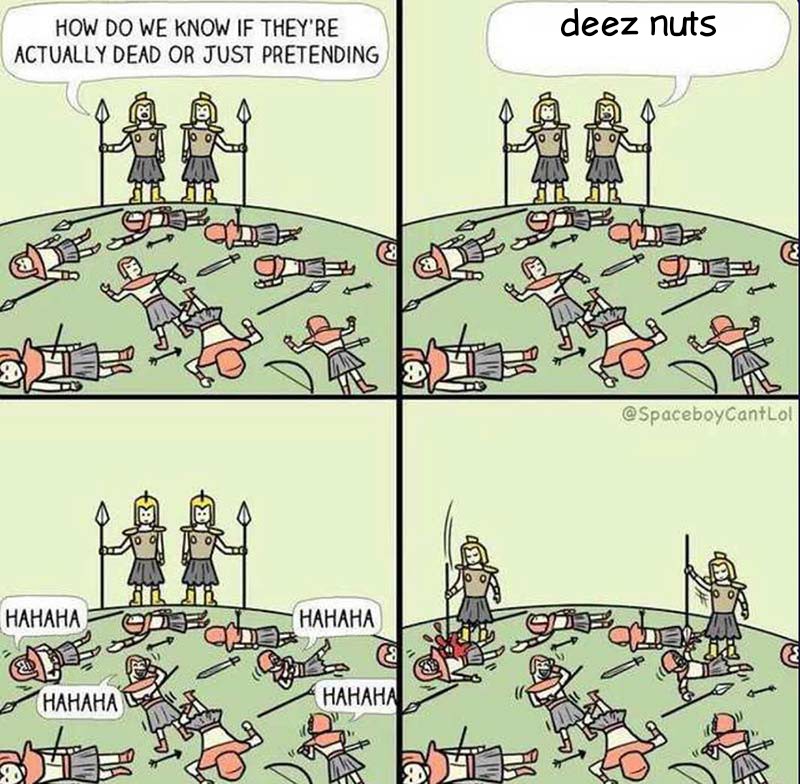 HOW DO WE KNOW IF THEY'RE
ACTUALLY DEAD OR JUST PRETENDING
deez nuts
@SpaceboyCantLol
HAHAHA
HAHAHA
HAHAHA
HAHAHA